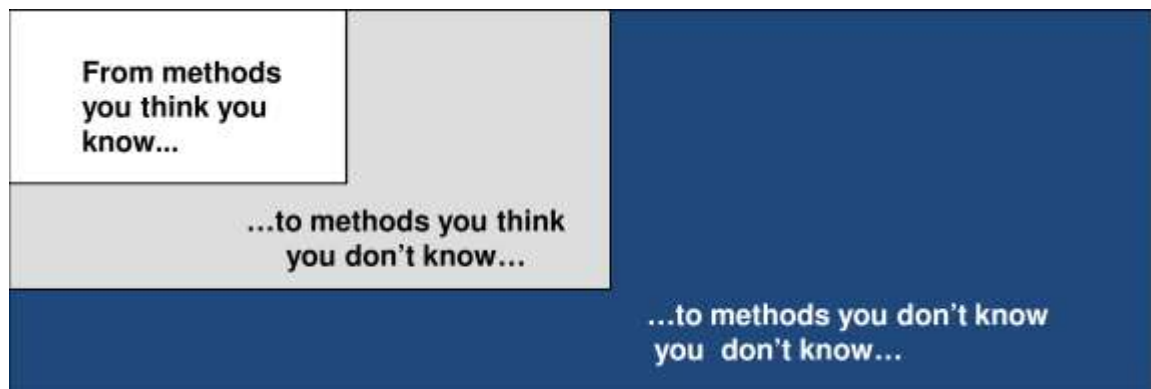 From methods
you think you
know...
…to methods you think
you don’t know…
…to methods you don’t know
you  don’t know…